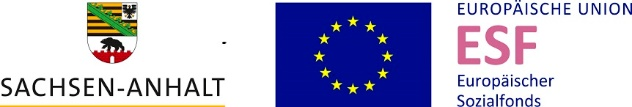 SACHSEN-ANHALT
EUROPÄISCHE UNION
ESF
Europäischer
Sozialfonds